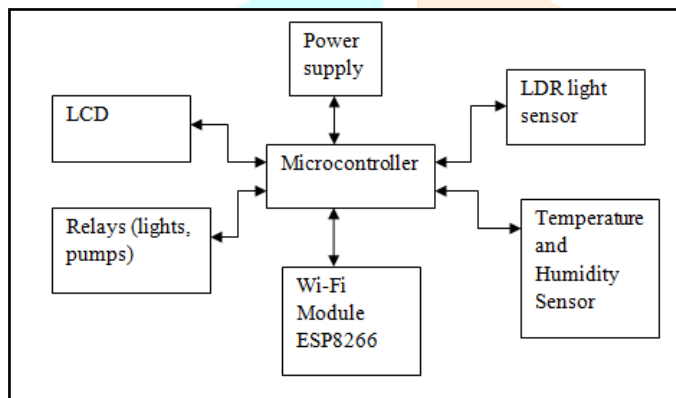 Power
supply
LCD
LDR light
sensor
Microcontroller
Relays (lights,
pumps)
Temperature
and
Humidity
Sensor
Wi-Fi
Module
ESP8266